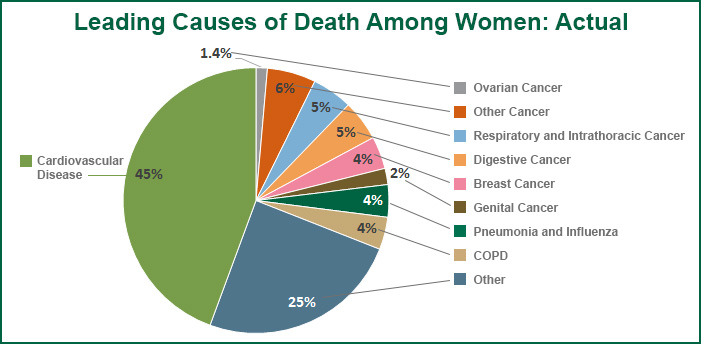 Leading Causes of Death Among Women: Actual
1.4%
6%
5%
5%
4%
2%
4%
4%
25%
45%
Cardiovascular
Disease
Ovarian Cancer
Other Cancer
Respiratory and Intrathoracic Cancer
Digestive Cancer
Breast Cancer
Genital Cancer
Pneumonia and Influenza
COPD
Other